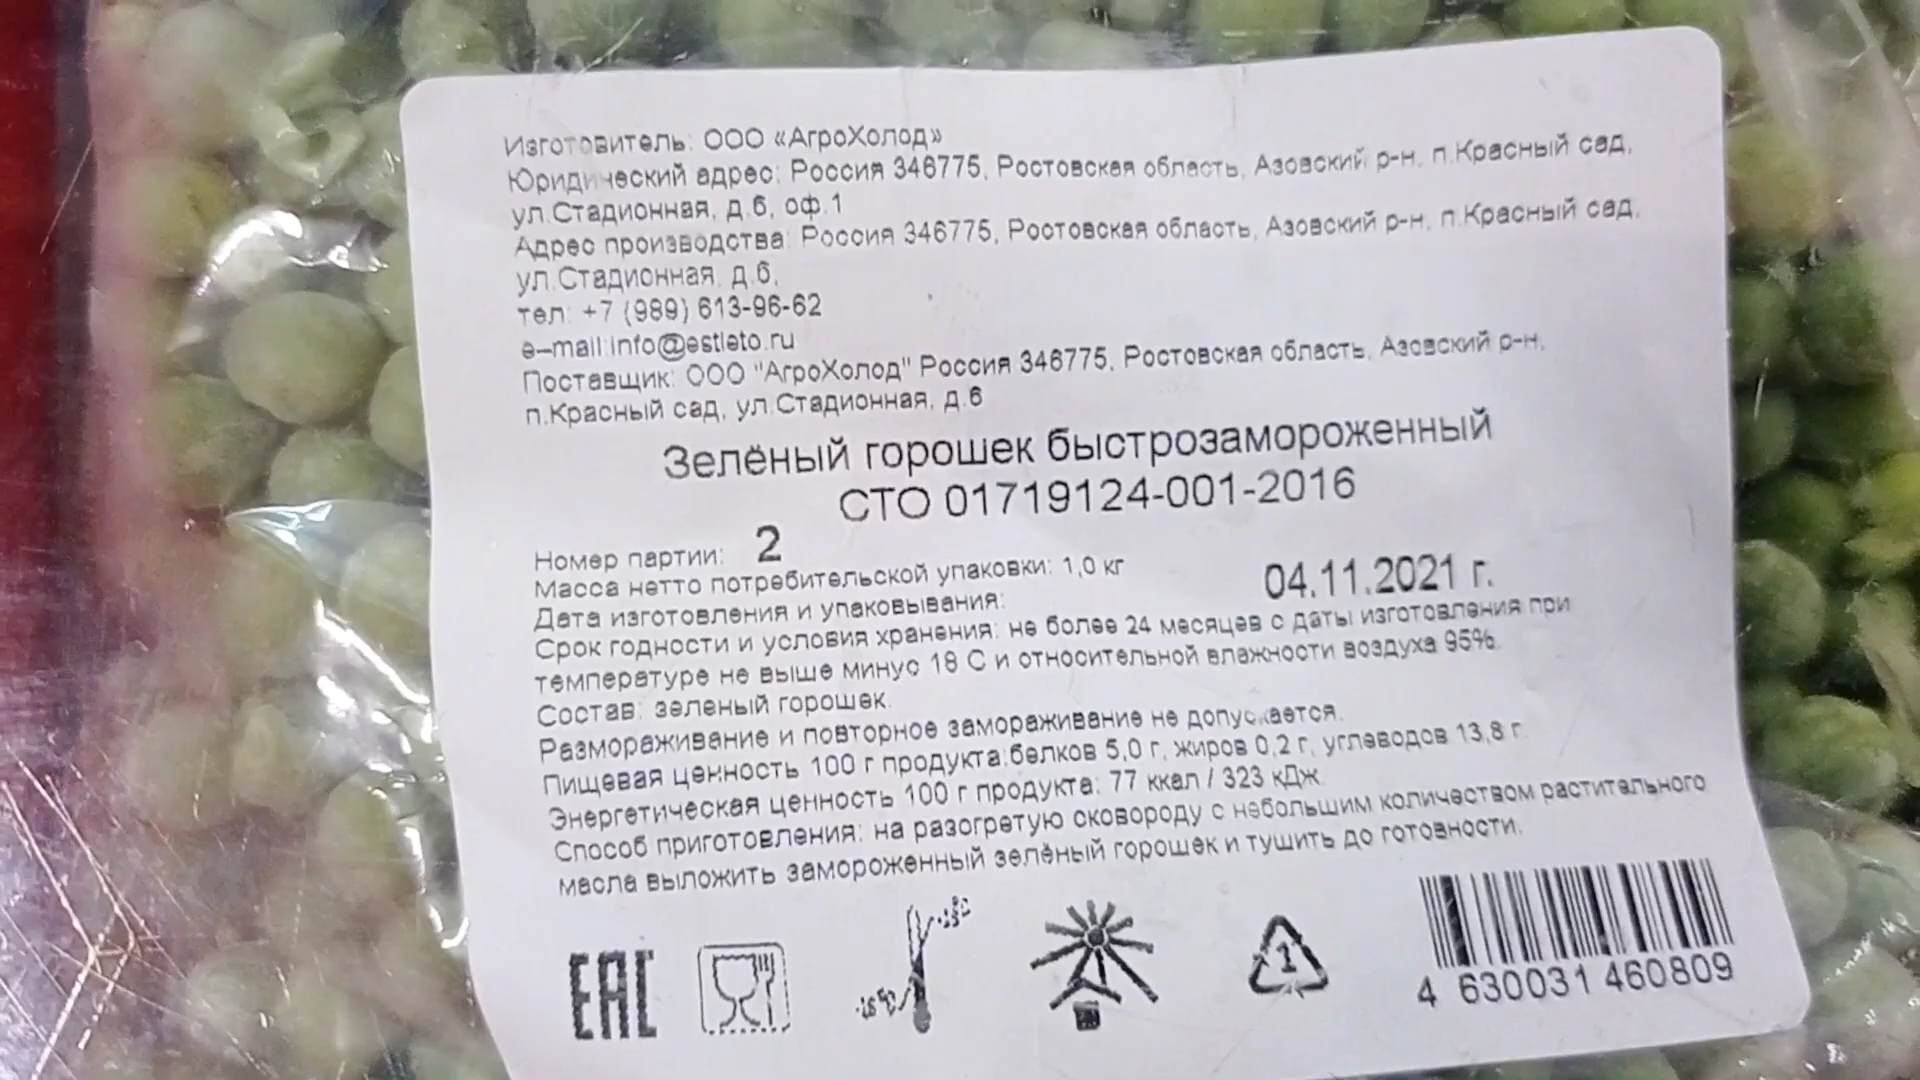 Изготовитель: ООО «АгроХолод»
Юридический адрес: Россия 346775, Ростовская область, Азовский р-н, п.Красный сад,
ул.Стадионная, д.6, оф.1
Адрес производства: Россия 346775, Ростовская область, Азовский р-н, п.Красный сад,
ул.Стадионная, д.6,
тел: +7 (989) 613-96-62
e-mail:info@estleto.ru
Поставщик: ООО "АгроХолод" Россия 346775, Ростовская область, Азовский р-н,
п.Красный сад, ул.Стадионная, д.6
Зелёный горошек быстрозамороженный
СТО 01719124-001-2016
Номер партии: 2
Масса нетто потребительской упаковки: 1,0 кг
Дата изготовления и упаковывания: 04.11.2021 г.
Срок годности и условия хранения: не более 24 месяцев с даты изготовления при
температуре не выше минус 18 С и относительной влажности воздуха 95%.
Состав: зеленый горошек.
Размораживание и повторное замораживание не допускается.
Пищевая ценность 100 г продукта:белков 5,0 г, жиров 0,2 г, углеводов 13,8 г.
Энергетическая ценность 100 г продукта: 77 ккал / 323 кДж.
Способ приготовления: на разогретую сковороду с небольшим количеством растительного
масла выложить замороженный зелёный горошек и тушить до готовности.
EAC
1
4 630031 460809